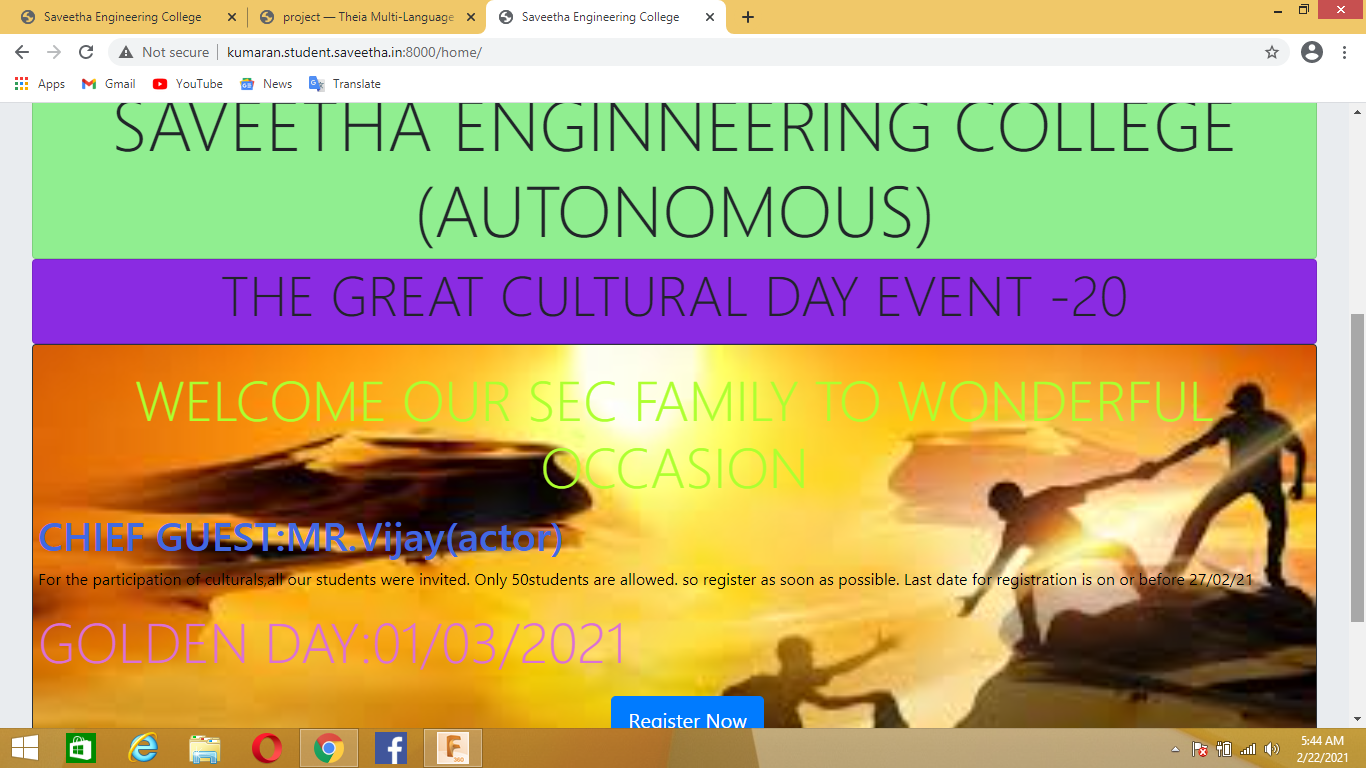 Saveetha Engineering College
project — Theia Multi-Language
Saveetha Engineering College
Not secure
kumaran.student.saveetha.in:8000/home/
Apps
Gmail
YouTube
News
Translate
SAVEETHA ENGINNEERING COLLEGE
(AUTONOMOUS)
THE GREAT CULTURAL DAY EVENT -20
WELCOME OUR SEC FAMILY TO WONDERFUL
OCCASION
CHIEF GUEST:MR.Vijay(actor)
For the participation of culturals,all our students were invited. Only 50students are allowed. so register as soon as possible. Last date for registration is on or before 27/02/21
GOLDEN DAY:01/03/2021
Register Now
5:44 AM
2/22/2021